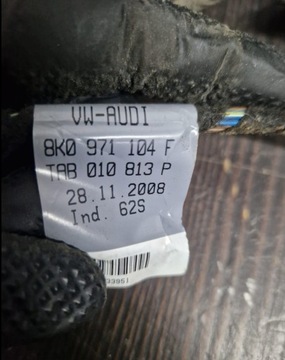 VW-AUDI
8K0 971 104 F
TAB 010 813 P
28.11.2008
Ind. 62S